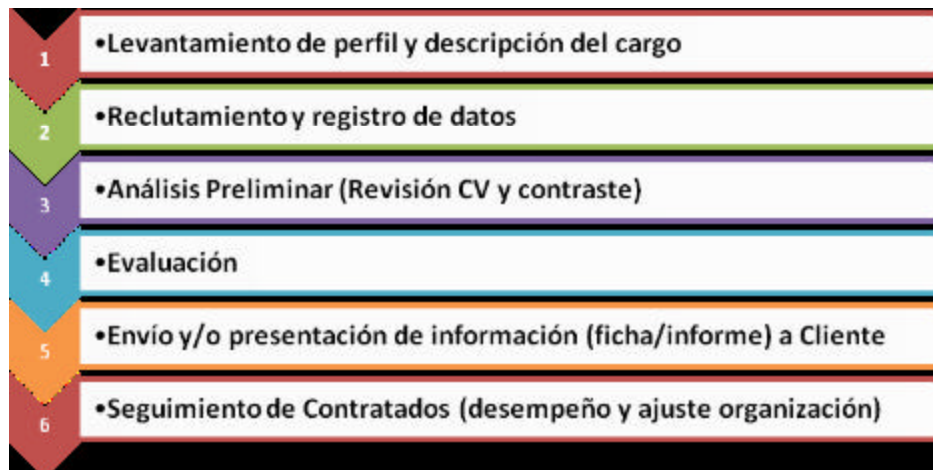 1
•Levantamiento de perfil y descripción del cargo
2
•Reclutamiento y registro de datos
3
•Análisis Preliminar (Revisión CV y contraste)
4
•Evaluación
5
•Envío y/o presentación de información (ficha/informe) a Cliente
6
•Seguimiento de Contratados (desempeño y ajuste organización)